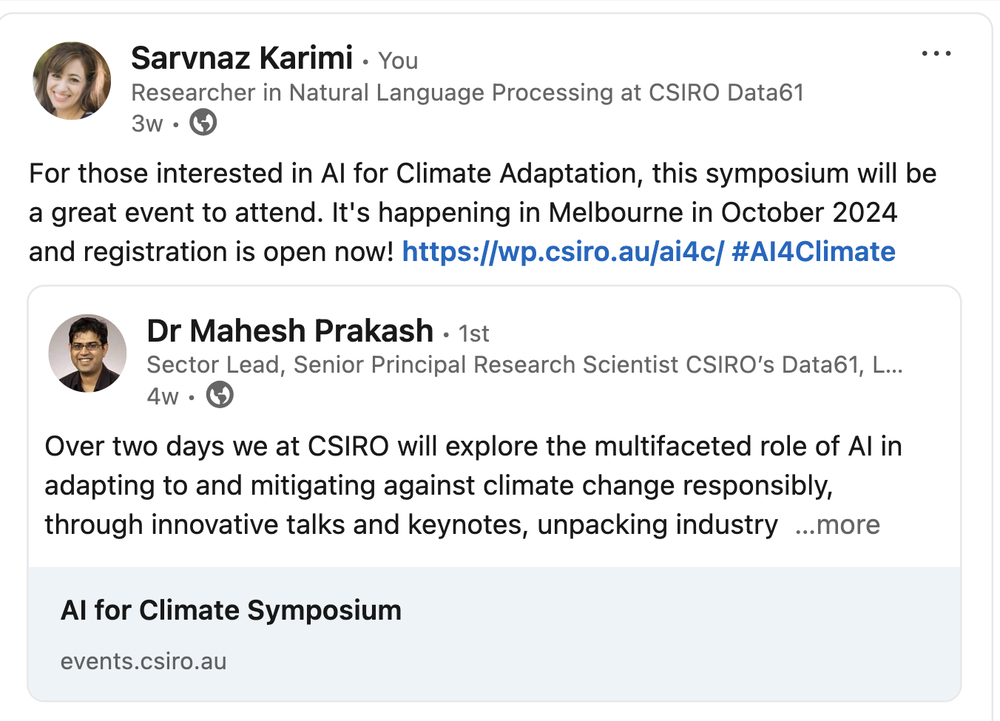 Sarvnaz Karimi • You
Researcher in Natural Language Processing at CSIRO Data61
3w •
For those interested in AI for Climate Adaptation, this symposium will be
a great event to attend. It's happening in Melbourne in October 2024
and registration is open now! https://wp.csiro.au/ai4c/ #AI4Climate
Dr Mahesh Prakash • 1st
Sector Lead, Senior Principal Research Scientist CSIRO’s Data61, L...
4w •
Over two days we at CSIRO will explore the multifaceted role of AI in
adapting to and mitigating against climate change responsibly,
through innovative talks and keynotes, unpacking industry ...more
AI for Climate Symposium
events.csiro.au